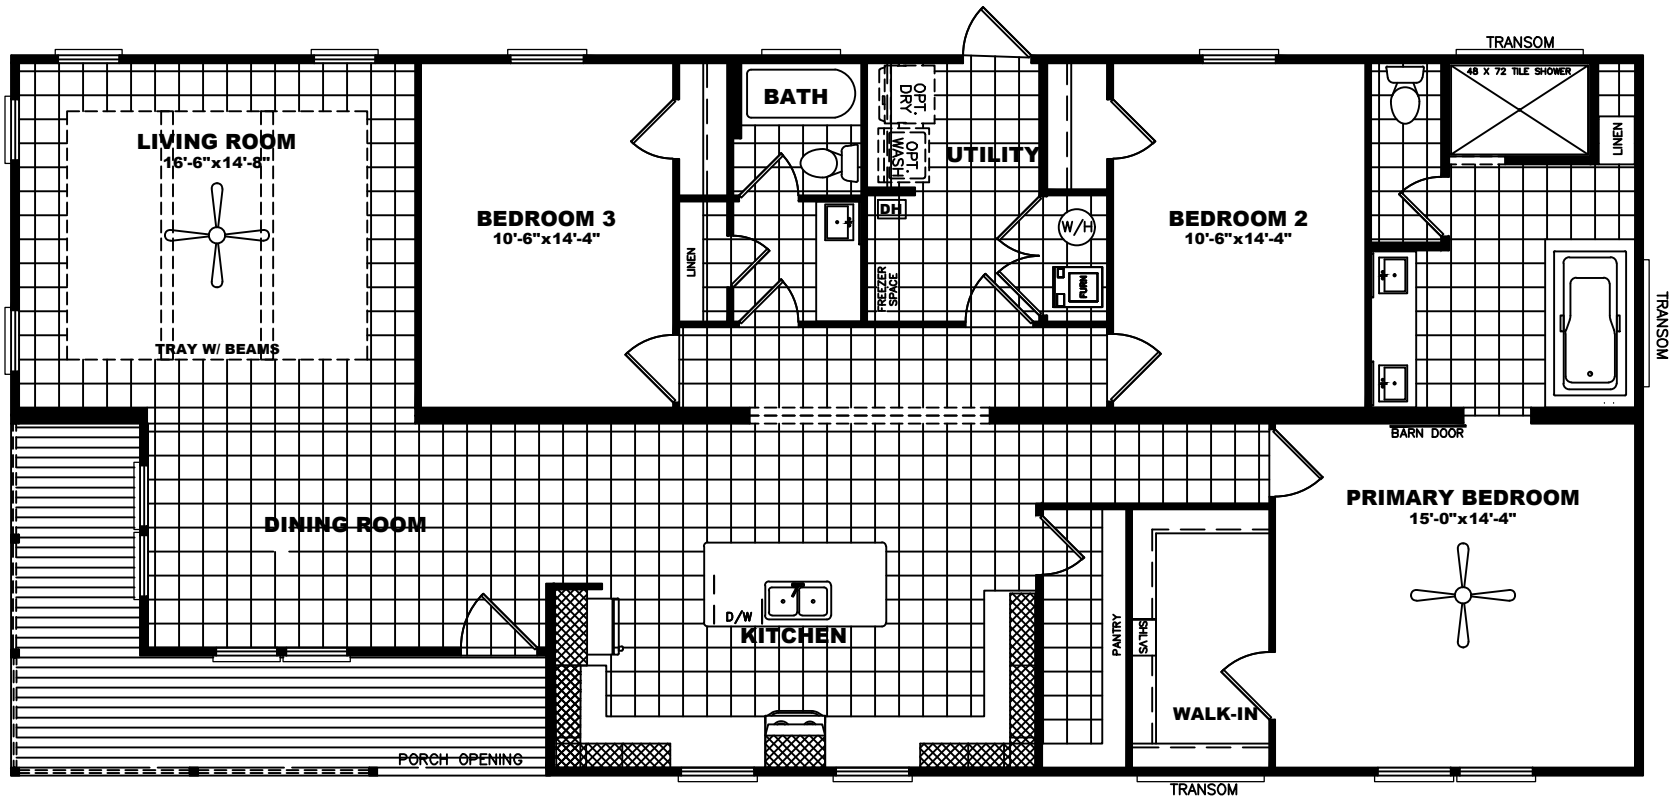 TRANSOM
48 X 72 TILE SHOWER
BATH
OPT.
DRY
LIVING ROOM
16'-6"x14'-8"
OPT.
WASH
UTILITY
LINEN
BEDROOM 3
10'-6"x14'-4"
DH
W/H
BEDROOM 2
10'-6"x14'-4"
LINEN
FREEZER
SPACE
FURN
TRANSOM
TRAY W/ BEAMS
BARN DOOR
PRIMARY BEDROOM
15'-0"x14'-4"
DINING ROOM
D/W
KITCHEN
PANTRY
SHLVS
WALK-IN
PORCH OPENING
TRANSOM